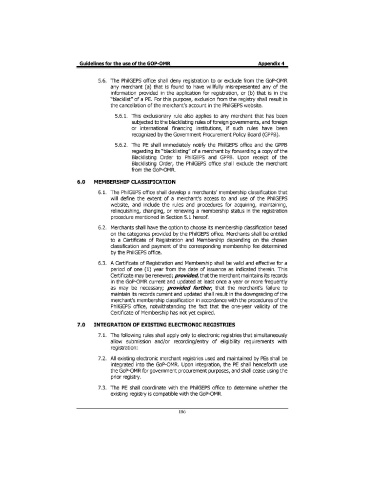 Guidelines for the use of the GOP-OMR Appendix 4
5.6. The PhilGEPS office shall deny registration to or exclude from the GoP-OMR
any merchant (a) that is found to have willfully misrepresented any of the
information provided in the application for registration, or (b) that is in the
"blacklist" of a PE. For this purpose, exclusion from the registry shall result in
the cancellation of the merchant's account in the PhilGEPS website.
5.6.1. This exclusionary rule also applies to any merchant that has been
subjected to the blacklisting rules of foreign governments, and foreign
or international financing institutions, if such rules have been
recognized by the Government Procurement Policy Board (GPPB).
5.6.2. The PE shall immediately notify the PhilGEPS office and the GPPB
regarding its "blacklisting" of a merchant by forwarding a copy of the
Blacklisting Order to PhilGEPS and GPPB. Upon receipt of the
Blacklisting Order, the PhilGEPS office shall exclude the merchant
from the GoP-OMR.
6.0 MEMBERSHIP CLASSIFICATION
6.1. The PhilGEPS office shall develop a merchants' membership classification that
will define the extent of a merchant's access to and use of the PhilGEPS
website, and include the rules and procedures for acquiring, maintaining,
relinquishing, changing, or renewing a membership status in the registration
procedure mentioned in Section 5.1 hereof.
6.2. Merchants shall have the option to choose its membership classification based
on the categories provided by the PhilGEPS office. Merchants shall be entitled
to a Certificate of Registration and Membership depending on the chosen
classification and payment of the corresponding membership fee determined
by the PhilGEPS office.
6.3. A Certificate of Registration and Membership shall be valid and effective for a
period of one (1) year from the date of issuance as indicated therein. This
Certificate may be renewed; provided, that the merchant maintains its records
in the GoP-OMR current and updated at least once a year or more frequently
as may be necessary; provided further, that the merchant's failure to
maintain its records current and updated shall result in the downgrading of the
merchant's membership classification in accordance with the procedures of the
PhilGEPS office, notwithstanding the fact that the one-year validity of the
Certificate of Membership has not yet expired.
7.0 INTEGRATION OF EXISTING ELECTRONIC REGISTRIES
7.1. The following rules shall apply only to electronic registries that simultaneously
allow submission and/or recording/entry of eligibility requirements with
registration:
7.2. All existing electronic merchant registries used and maintained by PEs shall be
integrated into the GoP-OMR. Upon integration, the PE shall henceforth use
the GoP-OMR for government procurement purposes, and shall cease using the
prior registry.
7.3. The PE shall coordinate with the PhilGEPS office to determine whether the
existing registry is compatible with the GoP-OMR.